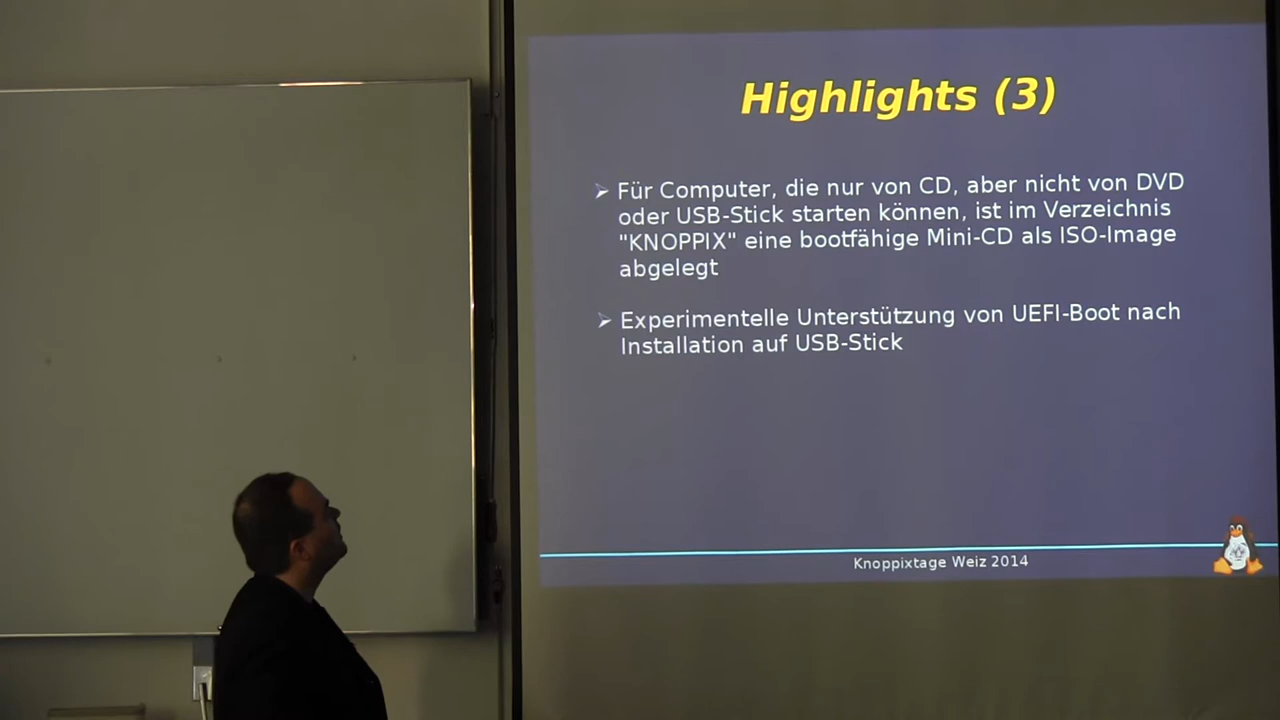 Highlights (3)
Für Computer, die nur von CD, aber nicht von DVD
oder USB-Stick starten können, ist im Verzeichnis
"KNOPPIX" eine bootfähige Mini-CD als ISO-Image
abgelegt
Experimentelle Unterstützung von UEFI-Boot nach
Installation auf USB-Stick
Knoppixtage Weiz 2014